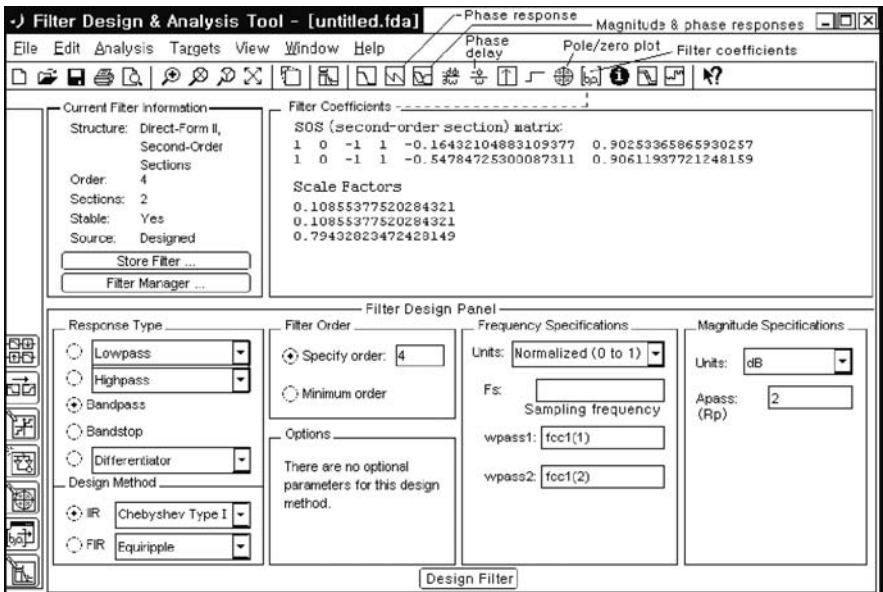 Filter Design & Analysis Tool - [untitled.fda]
Phase response
Magnitude & phase responses
File Edit Analysis Targets View Window Help
Phase delay
Pole/zero plot
Filter coefficients
Current Filter Information
Structure: Direct-Form II,
Second-Order
Sections
Order: 4
Sections: 2
Stable: Yes
Source: Designed
Store Filter ...
Filter Manager ...
Filter Coefficients
SOS (second-order section) matrix:
1 0 -1 1 -0.16432104883109377 0.90253365865930257
1 0 -1 1 -0.54784725300087311 0.90611937721248159
Scale Factors
0.10855377520284321
0.10855377520284321
0.79432823472428149
Filter Design Panel
Response Type
Lowpass
Highpass
Bandpass
Bandstop
Differentiator
Design Method
IIR Chebyshev Type I
FIR Equiripple
Filter Order
Specify order: 4
Minimum order
Options
There are no optional
parameters for this design
method.
Frequency Specifications
Units: Normalized (0 to 1)
Fs:
Sampling frequency
wpass1: fcc1(1)
wpass2: fcc1(2)
Magnitude Specifications
Units: dB
Apass: 2
(Rp)
Design Filter